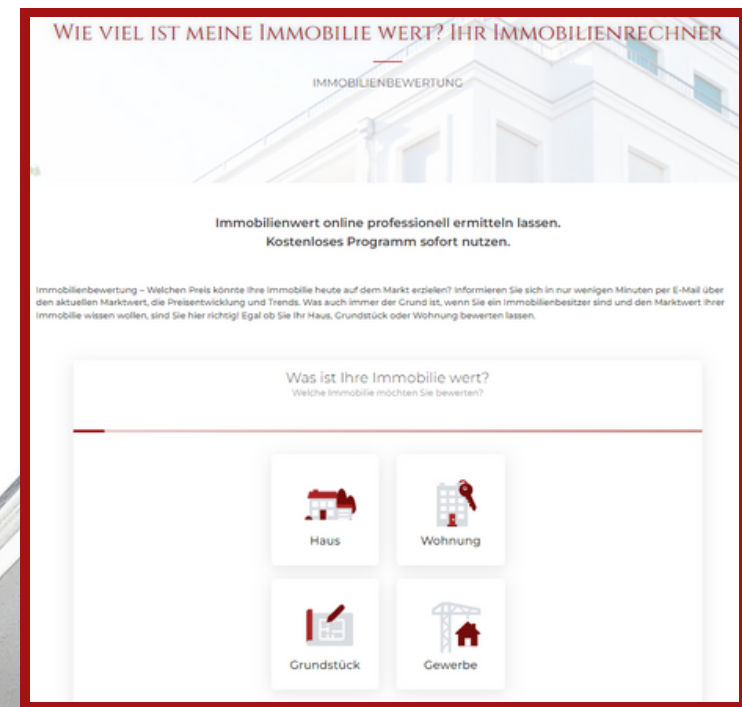 Wie viel ist meine Immobilie wert? Ihr Immobilienrechner
IMMOBILIENBEWERTUNG
Immobilienwert online professionell ermitteln lassen.
Kostenloses Programm sofort nutzen.
Immobilienbewertung – Welchen Preis könnte Ihre Immobilie heute auf dem Markt erzielen? Informieren Sie sich in nur wenigen Minuten per E-Mail über
den aktuellen Marktwert, die Preisentwicklung und Trends. Was auch immer der Grund ist, wenn Sie ein Immobilienbesitzer sind und den Marktwert Ihrer
Immobilie wissen wollen, sind Sie hier richtig! Egal ob Sie Ihr Haus, Grundstück oder Wohnung bewerten lassen.
Was ist Ihre Immobilie wert?
Welche Immobilie möchten Sie bewerten?
Haus
Wohnung
Grundstück
Gewerbe